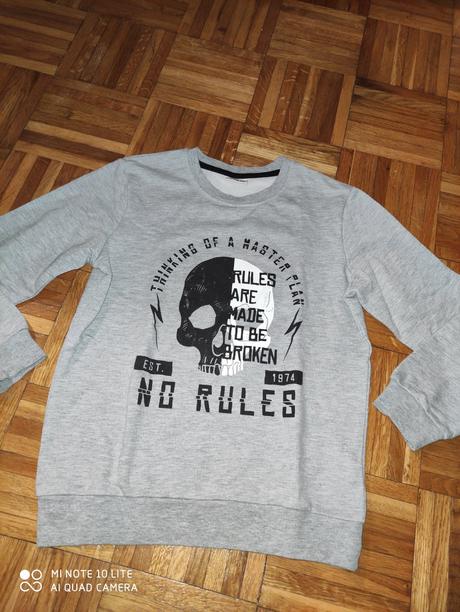 THINKING OF A MASTER PLAN
RULES
ARE
MADE
TO BE
BROKEN
EST.
1974
NO RULES
MI NOTE 10 LITE
AI QUAD CAMERA